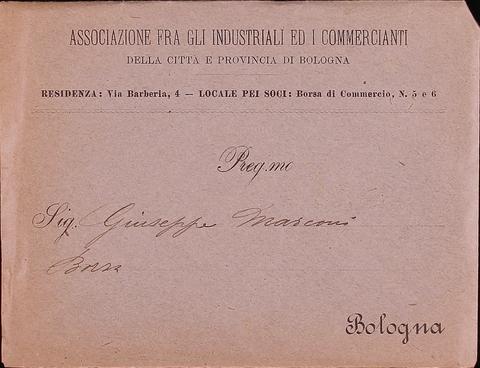 ASSOCIAZIONE FRA GLI INDUSTRIALI ED I COMMERCIANTI
DELLA CITTÀ E PROVINCIA DI BOLOGNA
RESIDENZA: Via Barberia, 4 — LOCALE PEI SOCI: Borsa di Commercio, N. 5 e 6
Preg.mo
Sig. Giuseppe Marconi
Bologna